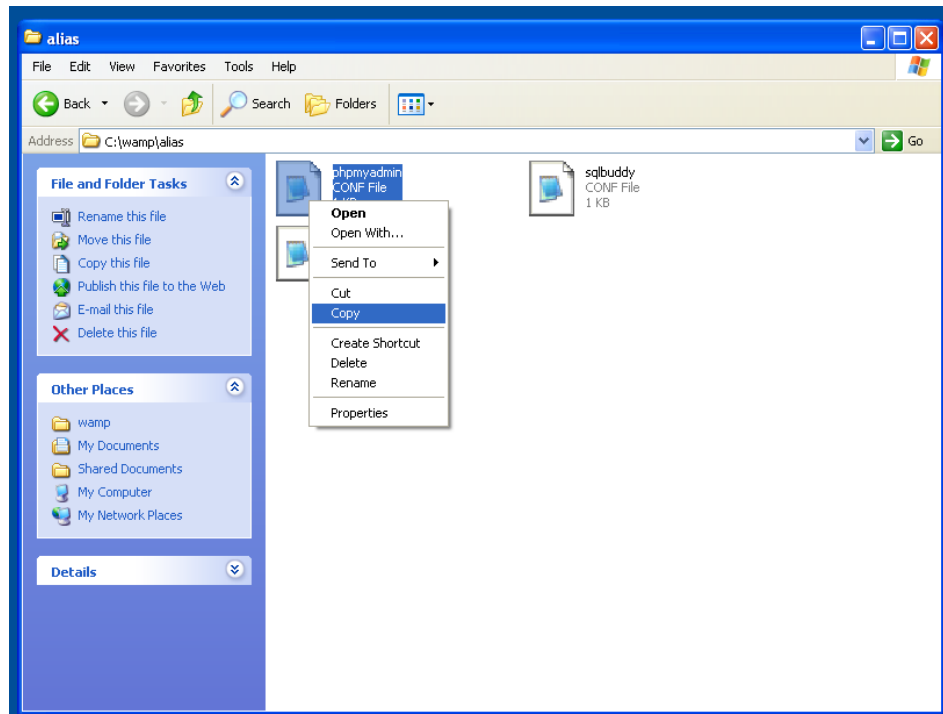 alias
File Edit View Favorites Tools Help
Back Search Folders
Address C:\wamp\alias Go
File and Folder Tasks
Rename this file
Move this file
Copy this file
Publish this file to the Web
E-mail this file
Delete this file
Other Places
wamp
My Documents
Shared Documents
My Computer
My Network Places
Details
phpmyadmin
CONF File
1 KB
sqlbuddy
CONF File
1 KB
Open
Open With...
Send To
Cut
Copy
Create Shortcut
Delete
Rename
Properties